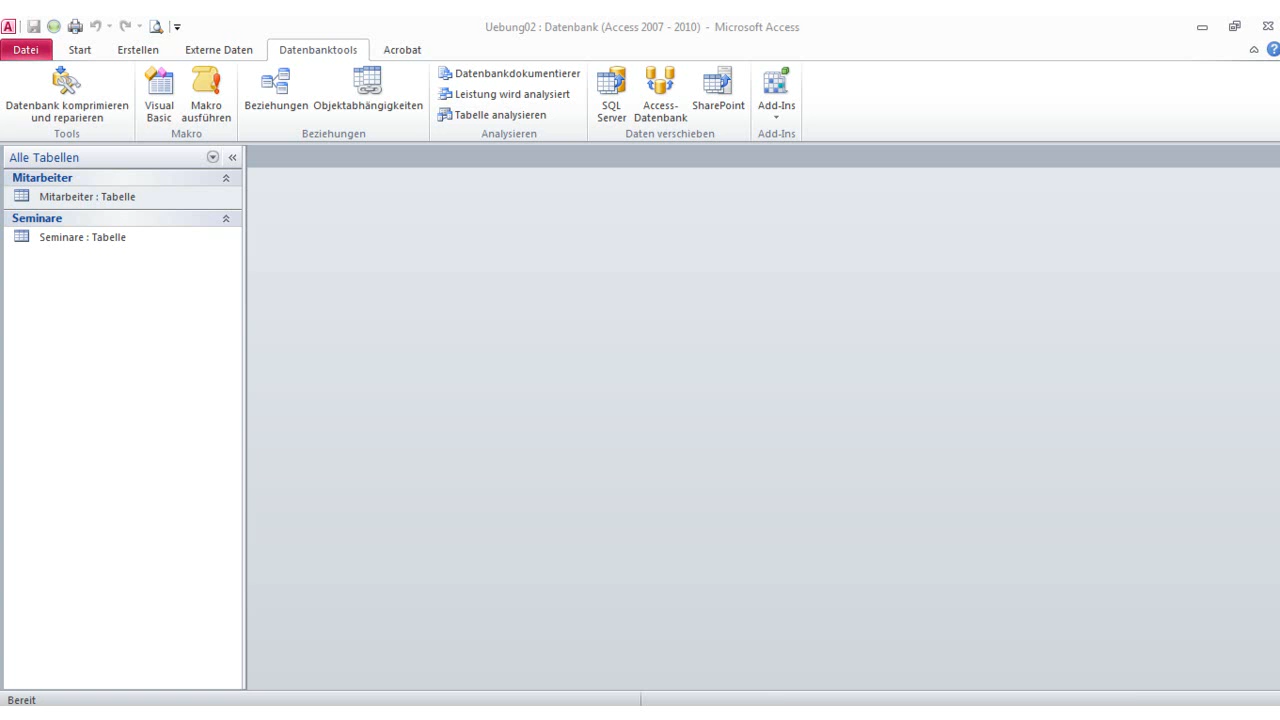 Uebung02 : Datenbank (Access 2007 - 2010) - Microsoft Access
Datei Start Erstellen Externe Daten Datenbanktools Acrobat
Datenbank komprimieren und reparieren
Tools
Visual Basic
Makro ausführen
Makro
Beziehungen
Objektabhängigkeiten
Beziehungen
Datenbankdokumentierer
Leistung wird analysiert
Tabelle analysieren
Analysieren
SQL Server
Access-Datenbank
SharePoint
Daten verschieben
Add-Ins
Add-Ins
Alle Tabellen
Mitarbeiter
Mitarbeiter : Tabelle
Seminare
Seminare : Tabelle
Bereit